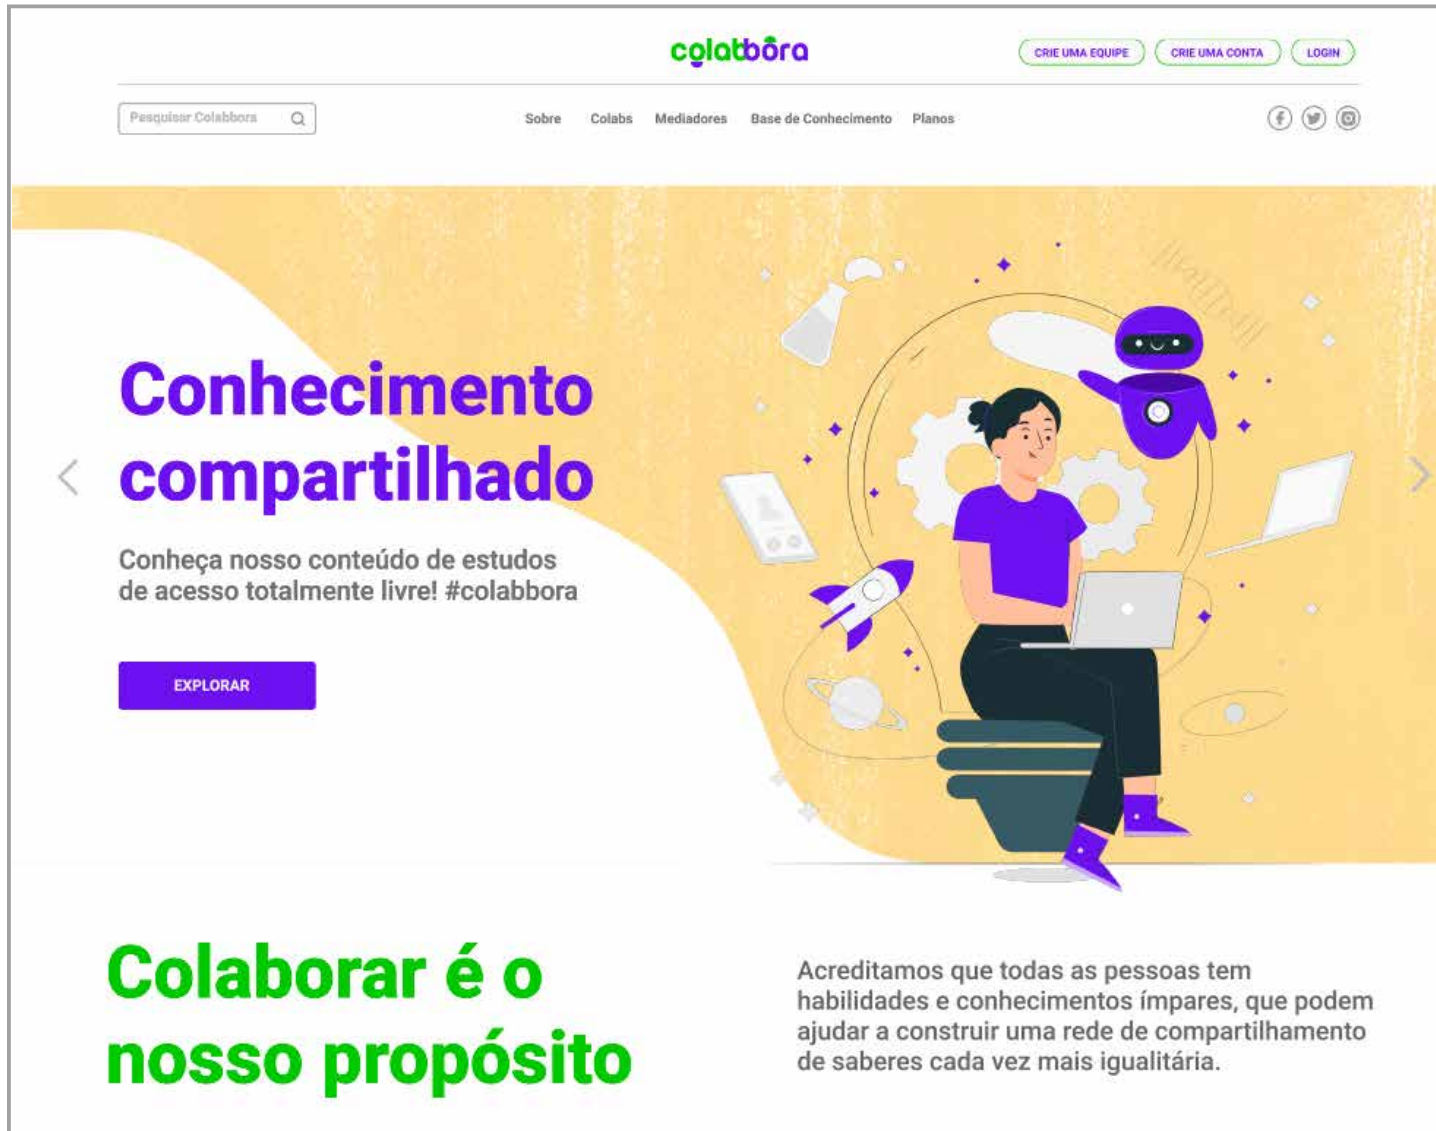 colabbôra
CRIE UMA EQUIPE
CRIE UMA CONTA
LOGIN
Pesquisar Colabbora
Sobre
Colabs
Mediadores
Base de Conhecimento
Planos
Conhecimento
compartilhado
Conheça nosso conteúdo de estudos
de acesso totalmente livre! #colabbora
EXPLORAR
Colaborar é o
nosso propósito
Acreditamos que todas as pessoas tem
habilidades e conhecimentos ímpares, que podem
ajudar a construir uma rede de compartilhamento
de saberes cada vez mais igualitária.